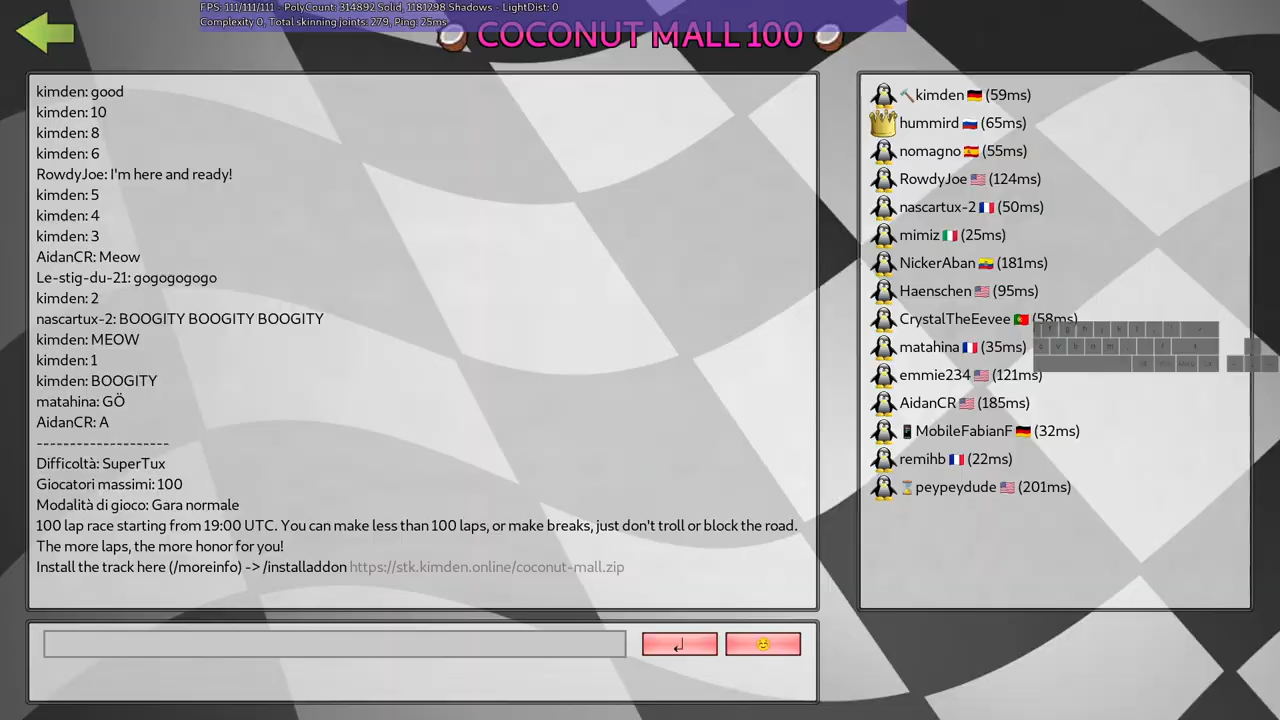 FPS: 111/111/111 - PolyCount: 314892 Solid, 1181298 Shadows - LightDist: 0
Complexity 0, Total skinning joints: 279, Ping: 25ms
🥥 COCONUT MALL 100 🥥
kimden: good
kimden: 10
kimden: 8
kimden: 6
RowdyJoe: I'm here and ready!
kimden: 5
kimden: 4
kimden: 3
AidanCR: Meow
Le-stig-du-21: gogogogogo
kimden: 2
nascartux-2: BOOGITY BOOGITY BOOGITY
kimden: MEOW
kimden: 1
kimden: BOOGITY
matahina: GÖ
AidanCR: A
--------------------
Difficoltà: SuperTux
Giocatori massimi: 100
Modalità di gioco: Gara normale
100 lap race starting from 19:00 UTC. You can make less than 100 laps, or make breaks, just don't troll or block the road.
The more laps, the more honor for you!
Install the track here (/moreinfo) -> /installaddon https://stk.kimden.online/coconut-mall.zip
🔨kimden 🇩🇪 (59ms)
hummird 🇷🇺 (65ms)
nomagno 🇪🇸 (55ms)
RowdyJoe 🇺🇸 (124ms)
nascartux-2 🇫🇷 (50ms)
mimiz 🇮🇹 (25ms)
NickerAban 🇪🇨 (181ms)
Haenschen 🇺🇸 (95ms)
CrystalTheEevee 🇵🇹 (58ms)
matahina 🇫🇷 (35ms)
emmie234 🇺🇸 (121ms)
AidanCR 🇺🇸 (185ms)
📱MobileFabianF 🇩🇪 (32ms)
remihb 🇫🇷 (22ms)
⌛peypeydude 🇺🇸 (201ms)